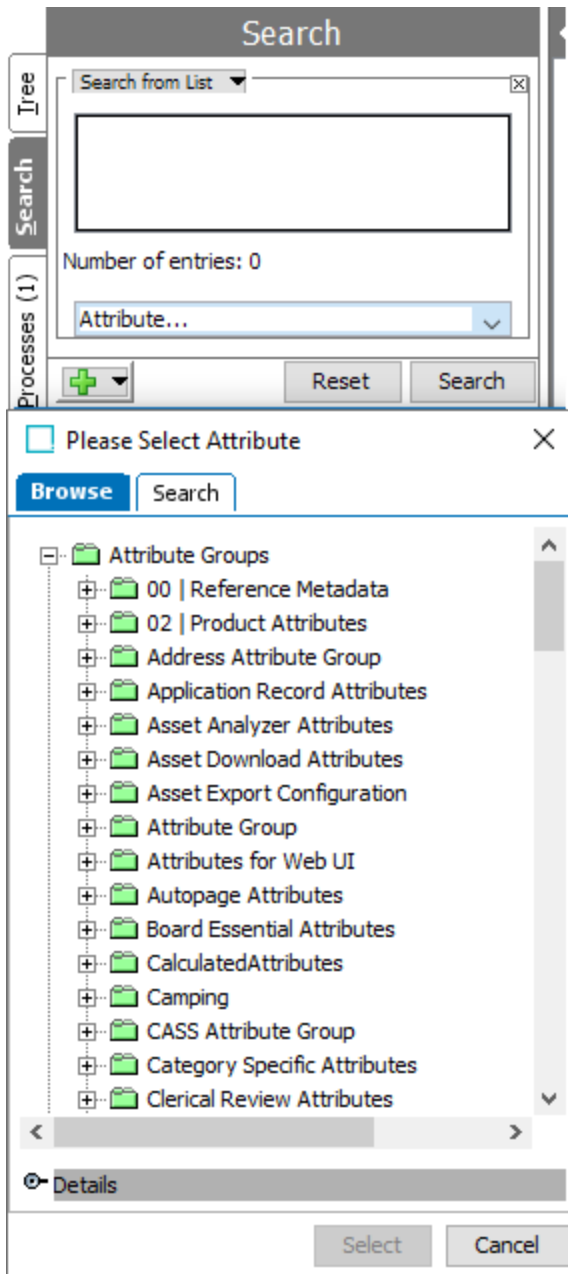 Search
Tree
Search
Processes (1)
Search from List
Number of entries: 0
Attribute...
Reset
Search
Please Select Attribute
Browse
Search
Attribute Groups
00 | Reference Metadata
02 | Product Attributes
Address Attribute Group
Application Record Attributes
Asset Analyzer Attributes
Asset Download Attributes
Asset Export Configuration
Attribute Group
Attributes for Web UI
Autopage Attributes
Board Essential Attributes
CalculatedAttributes
Camping
CASS Attribute Group
Category Specific Attributes
Clerical Review Attributes
Details
Select
Cancel